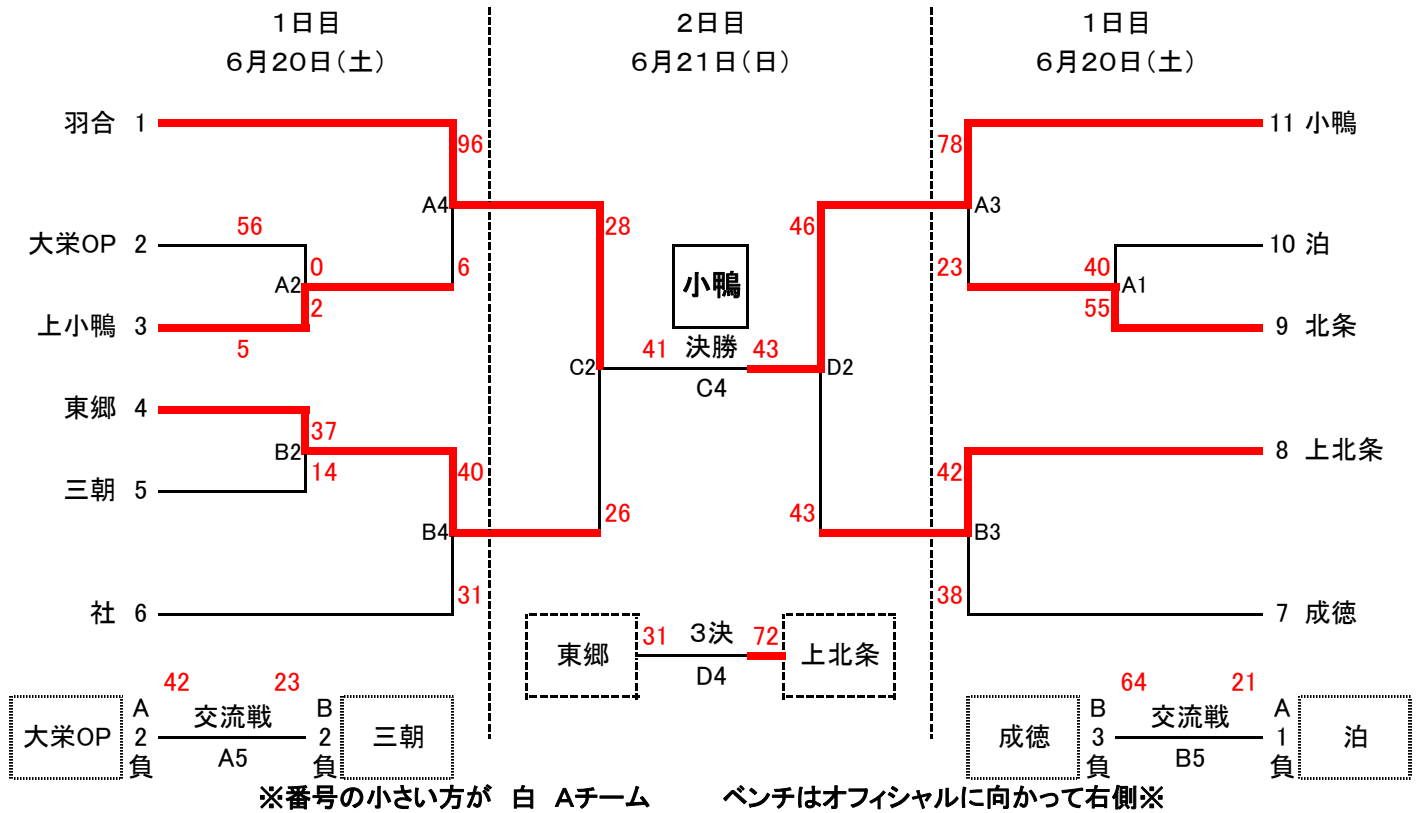 1日目
6月20日(土)
2日目
6月21日(日)
1日目
6月20日(土)
羽合 1
96
A4
大栄OP 2
56
0
A2
2
6
上小鴨 3
5
東郷 4
37
B2
14
三朝 5
40
B4
31
社 6
28
C2
26
小鴨
41 決勝 43
C4
46
D2
43
78
11 小鴨
A3
23
10 泊
40
A1
55
9 北条
42
8 上北条
B3
38
7 成徳
東郷
31 3決 72
D4
上北条
大栄OP
A2負
42 23
交流戦
A5
B2負
三朝
成徳
B3負
64 21
交流戦
B5
A1負
泊
※番号の小さい方が 白 Aチーム ベンチはオフィシャルに向かって右側※